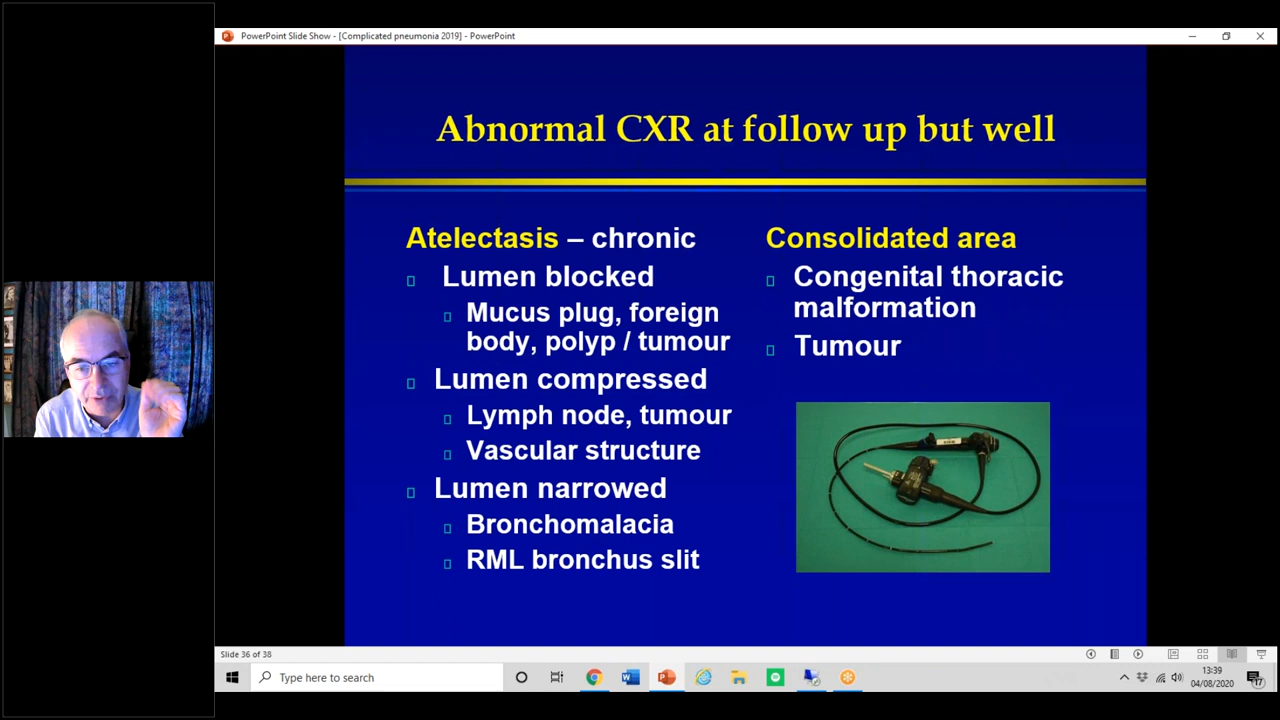 PowerPoint Slide Show - [Complicated pneumonia 2019] - PowerPoint
Abnormal CXR at follow up but well
Atelectasis – chronic
Lumen blocked
Mucus plug, foreign
body, polyp / tumour
Lumen compressed
Lymph node, tumour
Vascular structure
Lumen narrowed
Bronchomalacia
RML bronchus slit
Consolidated area
Congenital thoracic
malformation
Tumour
Slide 36 of 38
Type here to search
13:39
04/08/2020
17